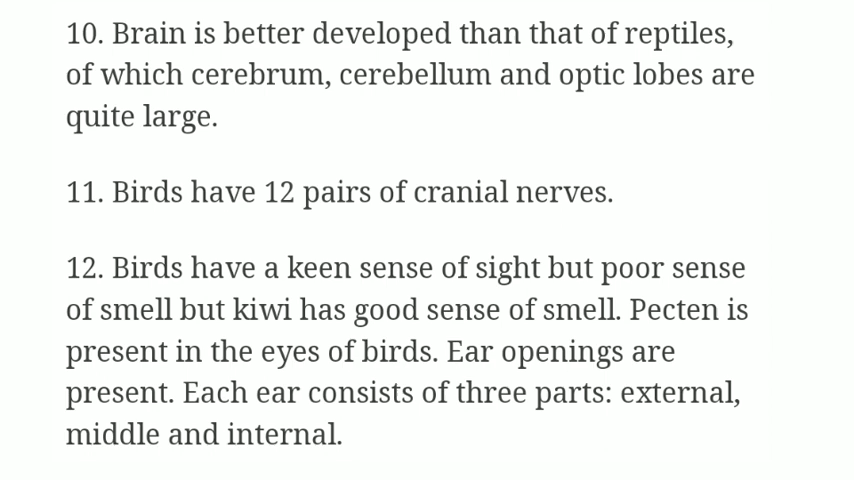 10. Brain is better developed than that of reptiles,
of which cerebrum, cerebellum and optic lobes are
quite large.
11. Birds have 12 pairs of cranial nerves.
12. Birds have a keen sense of sight but poor sense
of smell but kiwi has good sense of smell. Pecten is
present in the eyes of birds. Ear openings are
present. Each ear consists of three parts: external,
middle and internal.